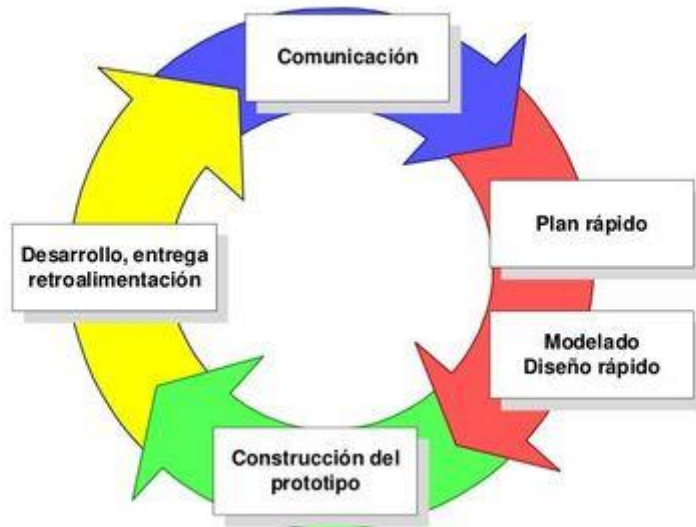 Comunicación
Plan rápido
Modelado
Diseño rápido
Construcción del
prototipo
Desarrollo, entrega
retroalimentación